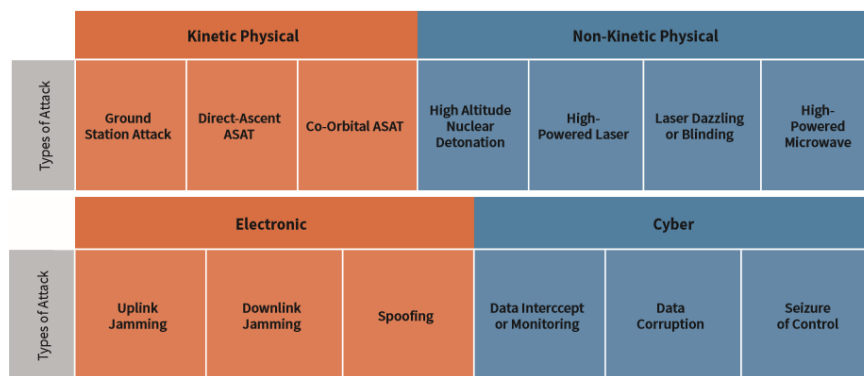 Kinetic Physical
Non-Kinetic Physical
Types of Attack
Ground
Station Attack
Direct-Ascent
ASAT
Co-Orbital ASAT
High Altitude
Nuclear
Detonation
High-
Powered Laser
Laser Dazzling
or Blinding
High-
Powered
Microwave
Electronic
Cyber
Types of Attack
Uplink
Jamming
Downlink
Jamming
Spoofing
Data Interccept
or Monitoring
Data
Corruption
Seizure
of Control